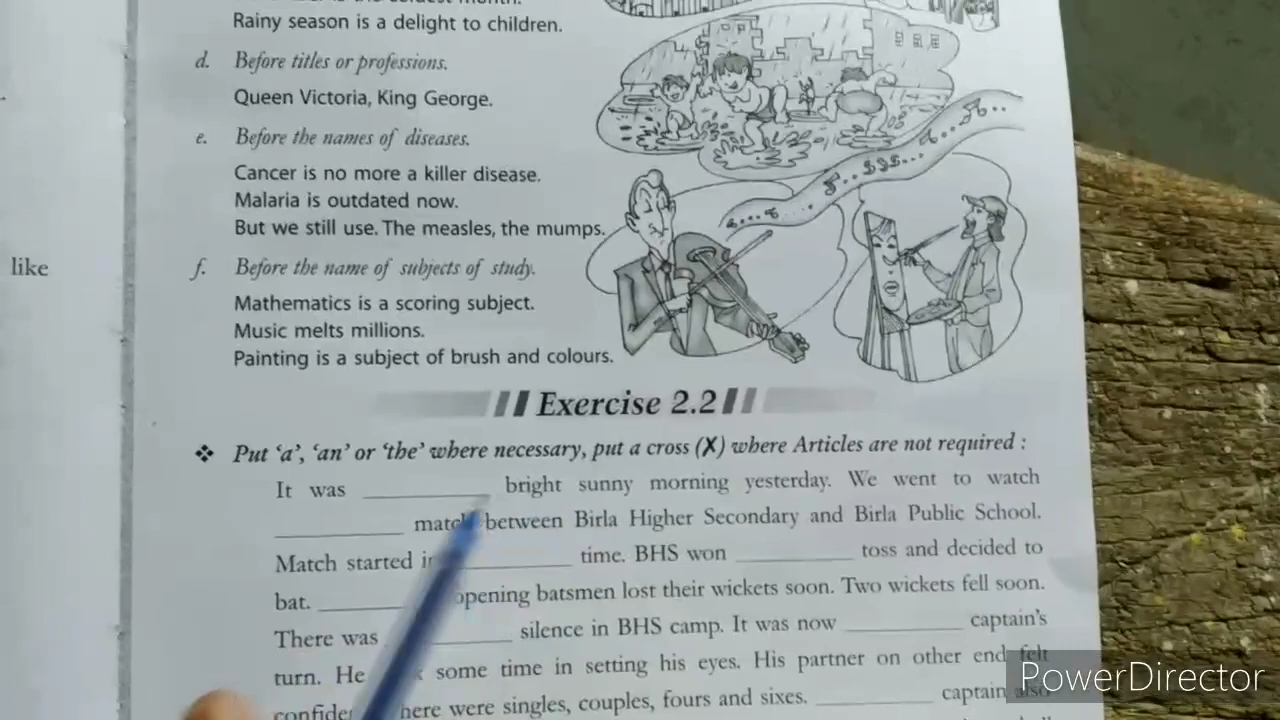 Rainy season is a delight to children.
d. Before titles or professions.
Queen Victoria, King George.
e. Before the names of diseases.
Cancer is no more a killer disease.
Malaria is outdated now.
But we still use. The measles, the mumps.
like
f. Before the name of subjects of study.
Mathematics is a scoring subject.
Music melts millions.
Painting is a subject of brush and colours.
Exercise 2.2
❖ Put 'a', 'an' or 'the' where necessary, put a cross (✗) where Articles are not required :
It was __________ bright sunny morning yesterday. We went to watch
__________ match between Birla Higher Secondary and Birla Public School.
Match started in __________ time. BHS won __________ toss and decided to
bat. __________ opening batsmen lost their wickets soon. Two wickets fell soon.
There was __________ silence in BHS camp. It was now __________ captain's
turn. He some time in setting his eyes. His partner on other end felt
here were singles, couples, fours and sixes. __________ captain also
PowerDirector